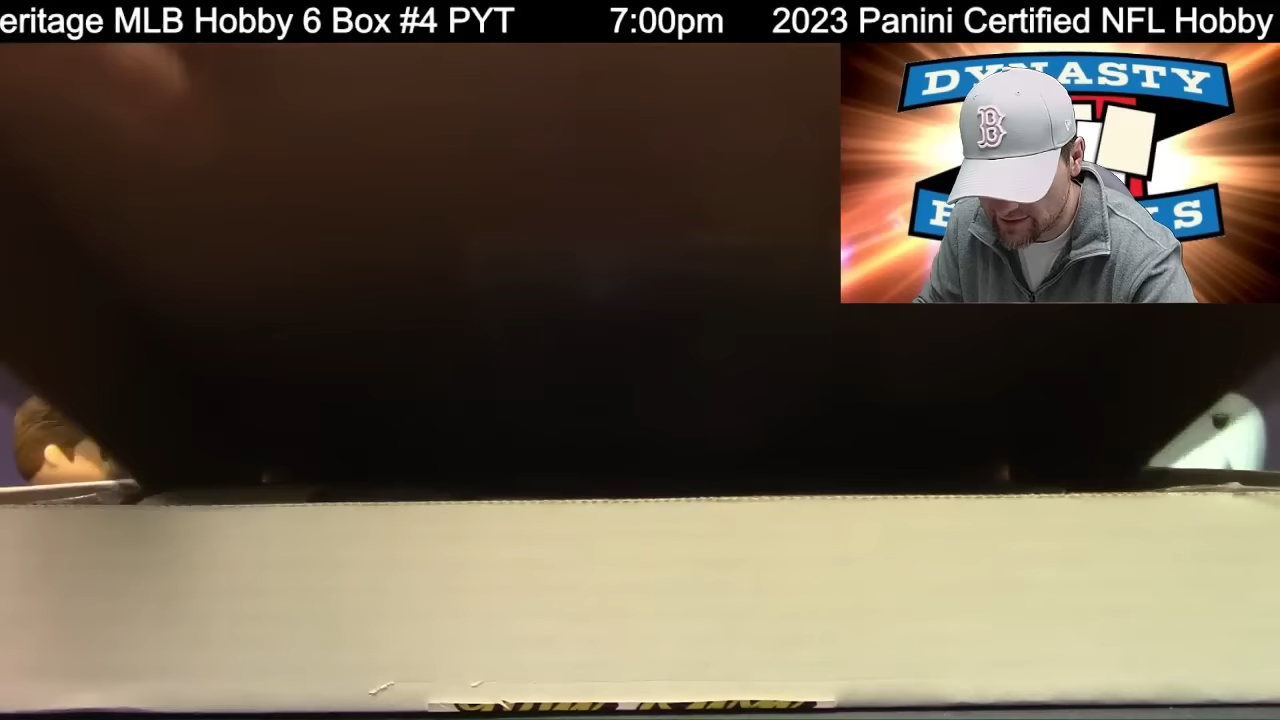 eritage MLB Hobby 6 Box #4 PYT 7:00pm 2023 Panini Certified NFL Hobby
DYNASTY
B